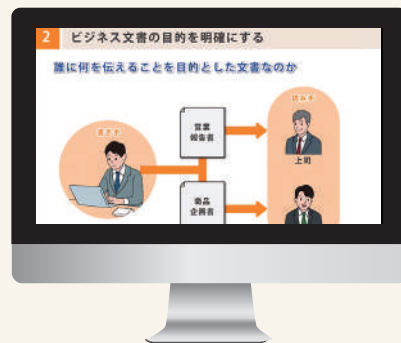 2 ビジネス文書の目的を明確にする
誰に何を伝えることを目的とした文書なのか
書き手
営業
報告書
商品
企画書
読み手
上司